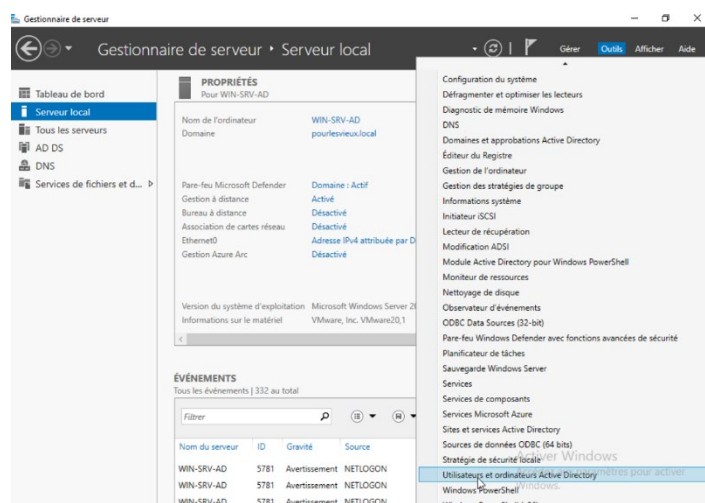 Gestionnaire de serveur
Gestionnaire de serveur ‣ Serveur local
Gérer Outils Afficher Aide
Tableau de bord
Serveur local
Tous les serveurs
AD DS
DNS
Services de fichiers et d...
PROPRIÉTÉS
Pour WIN-SRV-AD
Nom de l'ordinateur WIN-SRV-AD
Domaine pourlesvieux.local
Pare-feu Microsoft Defender Domaine : Actif
Gestion à distance Activé
Bureau à distance Désactivé
Association de cartes réseau Désactivé
Ethernet0 Adresse IPv4 attribuée par D
Gestion Azure Arc Désactivé
Version du système d'exploitation Microsoft Windows Server 2
Informations sur le matériel VMware, Inc. VMware20,1
ÉVÉNEMENTS
Tous les événements | 332 au total
Filtrer
Nom du serveur ID Gravité Source
WIN-SRV-AD 5781 Avertissement NETLOGON
WIN-SRV-AD 5781 Avertissement NETLOGON
WIN-SRV-AD 5781 Avertissement NETLOGON
Configuration du système
Défragmenter et optimiser les lecteurs
Diagnostic de mémoire Windows
DNS
Domaines et approbations Active Directory
Éditeur du Registre
Gestion de l'ordinateur
Gestion des stratégies de groupe
Informations système
Initiateur iSCSI
Lecteur de récupération
Modification ADSI
Module Active Directory pour Windows PowerShell
Moniteur de ressources
Nettoyage de disque
Observateur d'événements
ODBC Data Sources (32-bit)
Pare-feu Windows Defender avec fonctions avancées de sécurité
Planificateur de tâches
Sauvegarde Windows Server
Services
Services de composants
Services Microsoft Azure
Sites et services Active Directory
Sources de données ODBC (64 bits)
Stratégie de sécurité locale
Utilisateurs et ordinateurs Active Directory
Windows PowerShell
Activer Windows
paramètres pour activer
Windows.